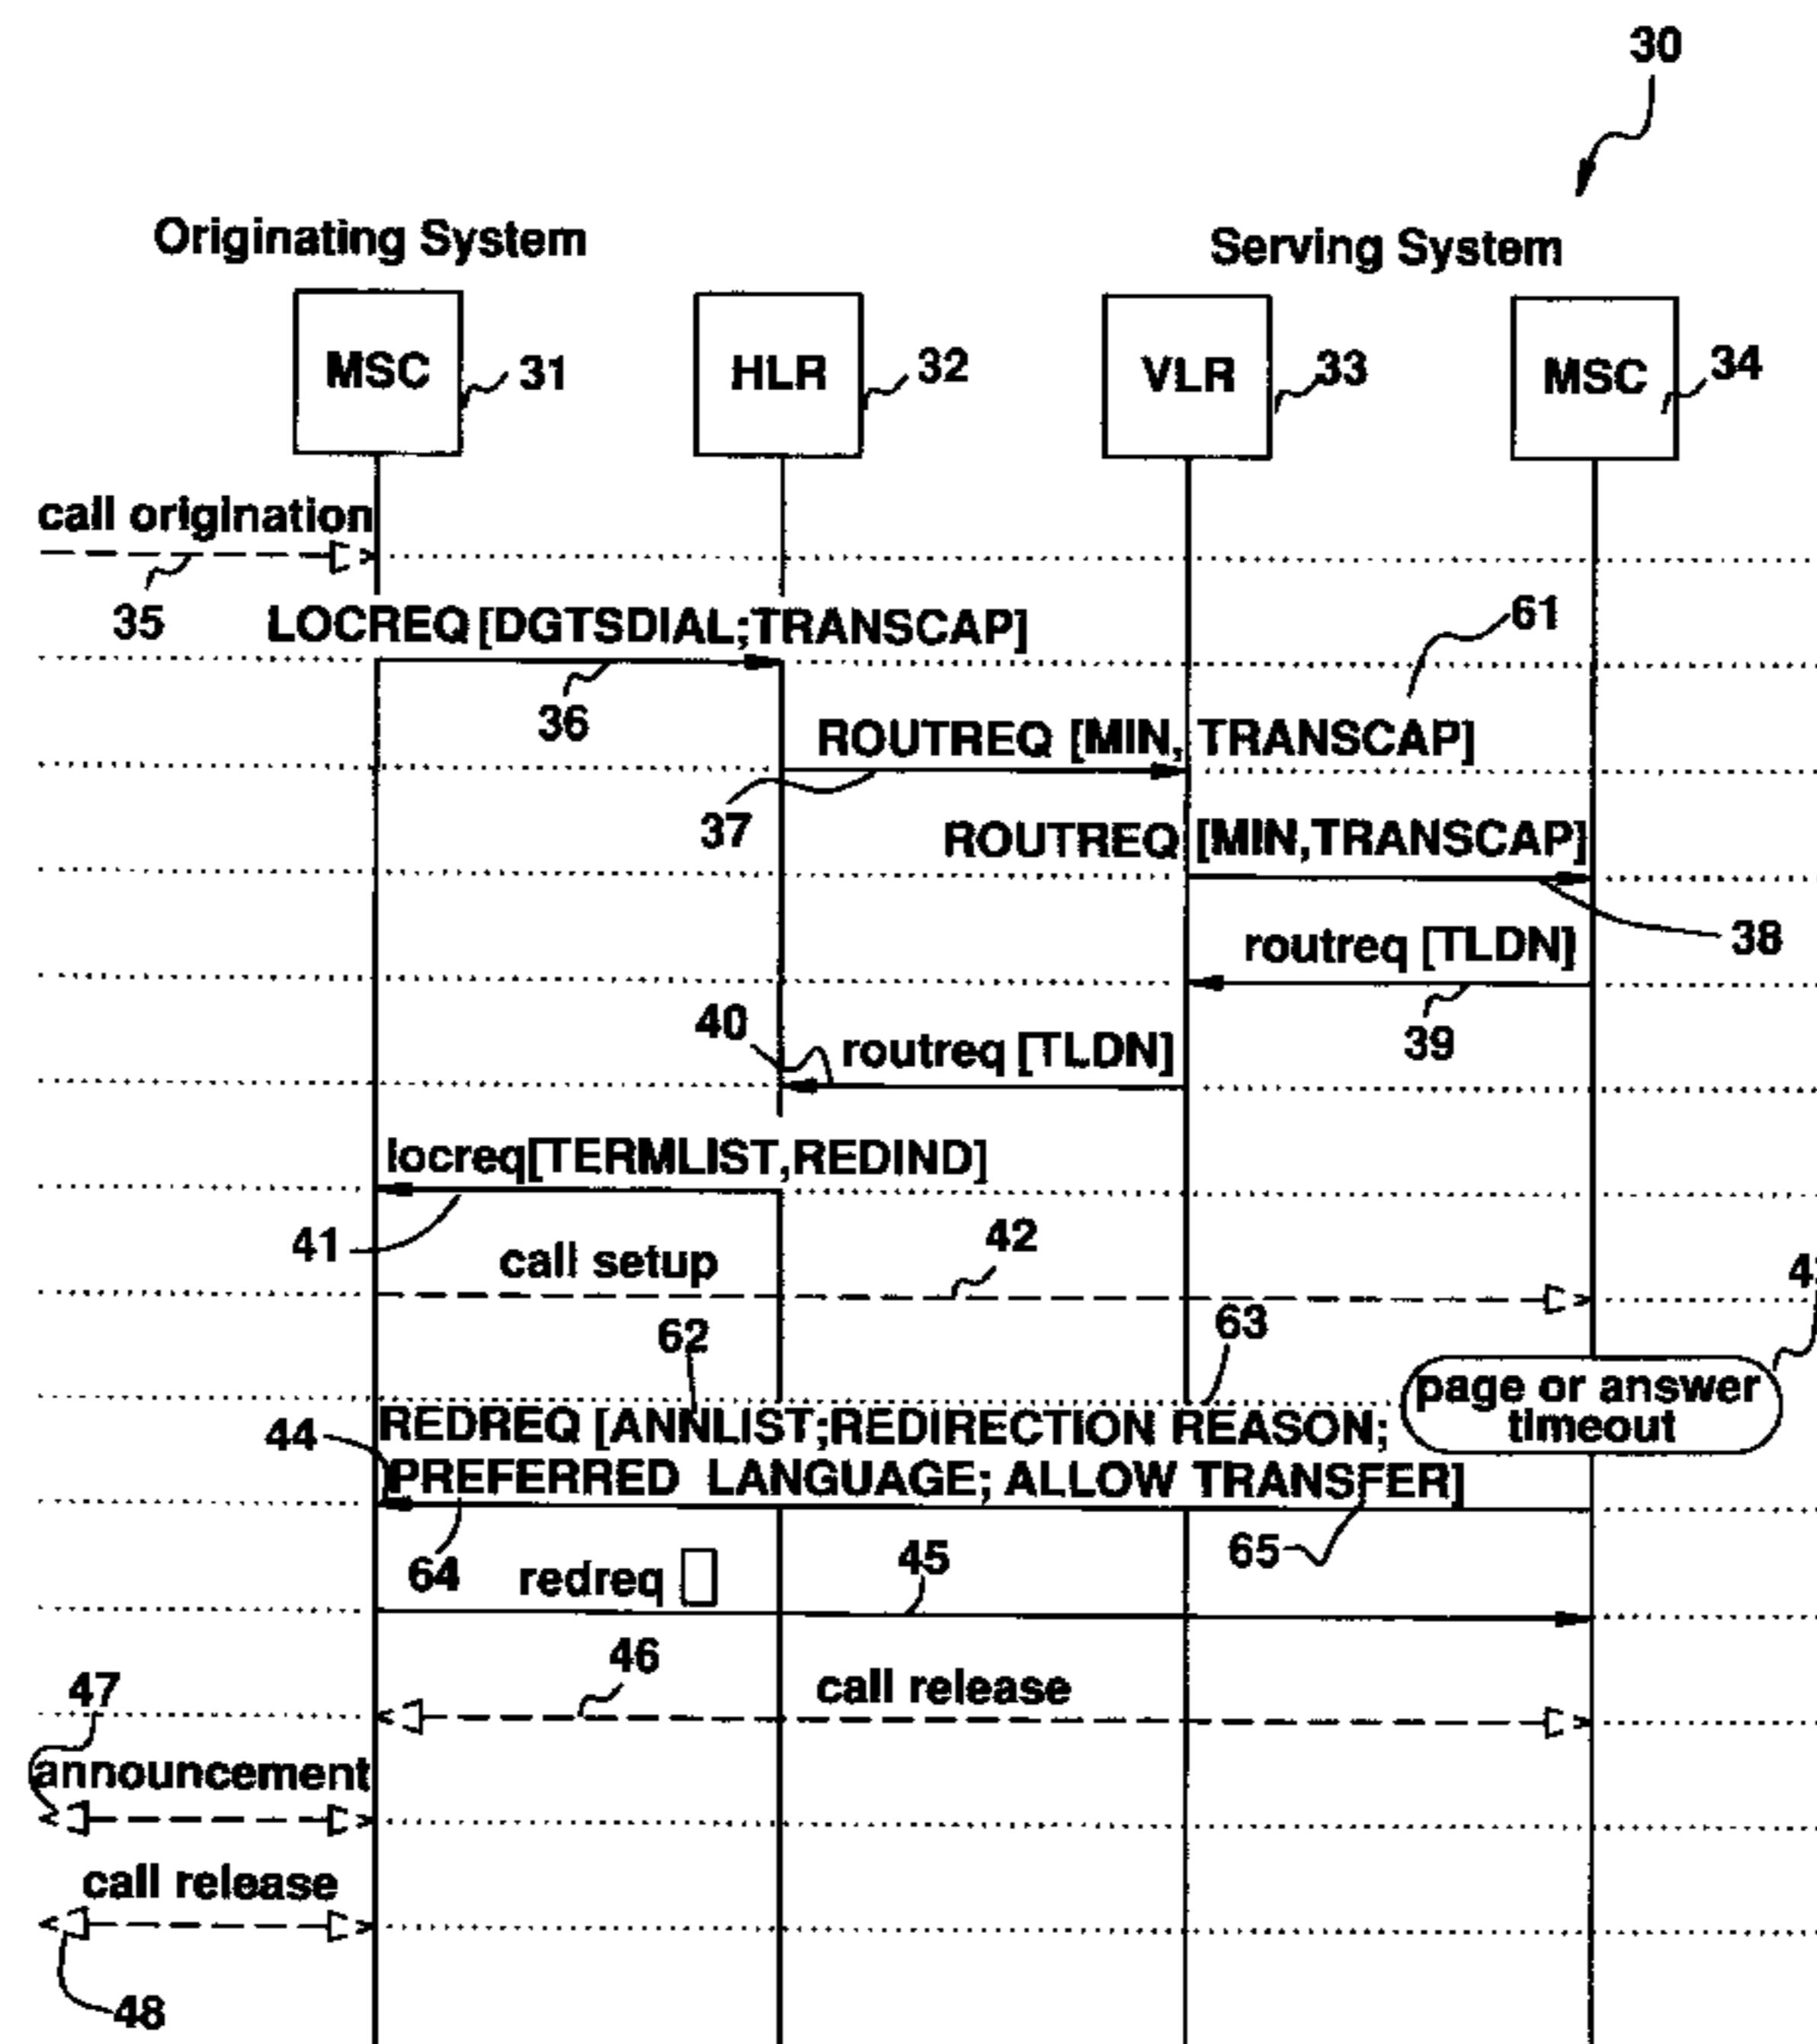 30
Originating System
Serving System
MSC
31
HLR
32
VLR
33
MSC
34
call origination
35
LOCREQ [DGTSDIAL;TRANSCAP]
61
36
ROUTREQ [MIN, TRANSCAP]
37
ROUTREQ [MIN,TRANSCAP]
38
routreq [TLDN]
39
40
routreq [TLDN]
locreq[TERMLIST,REDIND]
41
call setup
42
62
63
page or answer
timeout
44
REDREQ [ANNLIST;REDIRECTION REASON;
PREFERRED LANGUAGE; ALLOW TRANSFER]
64
65
redreq []
45
46
call release
47
announcement
call release
48